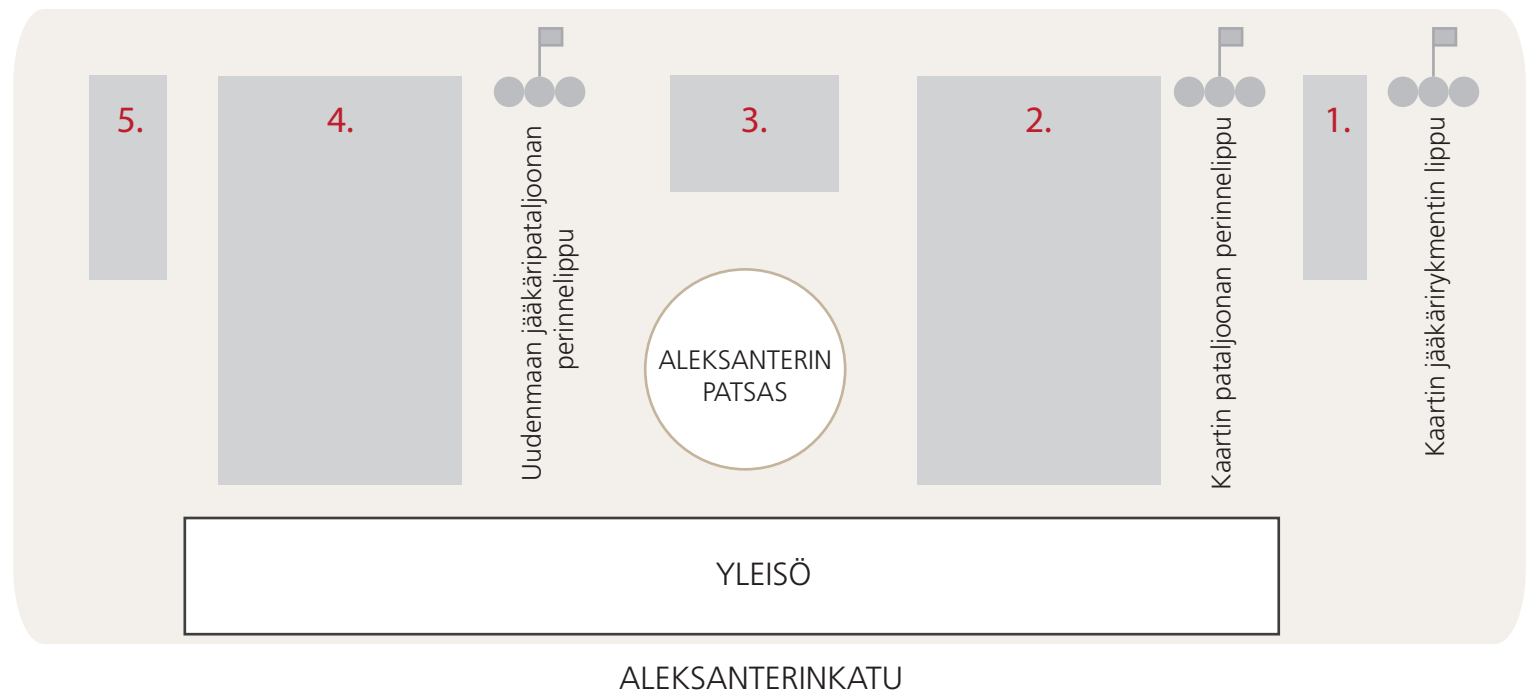 5.
4.
Uudenmaan jääkäripataljoonan
perinnelippu
3.
2.
Kaartin pataljoonan perinnelippu
1.
Kaartin jääkärirykmentin lippu
ALEKSANTERIN
PATSAS
YLEISÖ
ALEKSANTERINKATU